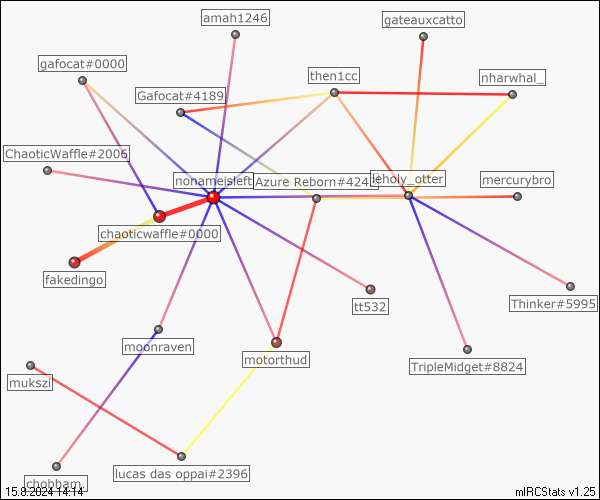 amah1246
gateauxcatto
gafocat#0000
then1cc
nharwhal_
Gafocat#4189
ChaoticWaffle#2006
nonameisleft
Azure Reborn#424
holy_otter
mercurybro
chaoticwaffle#0000
fakedingo
tt532
Thinker#5995
moonraven
motorthud
TripleMidget#8824
mukszi
lucas das oppai#2396
chobham_
15.8.2024 14:14
mIRCStats v1.25